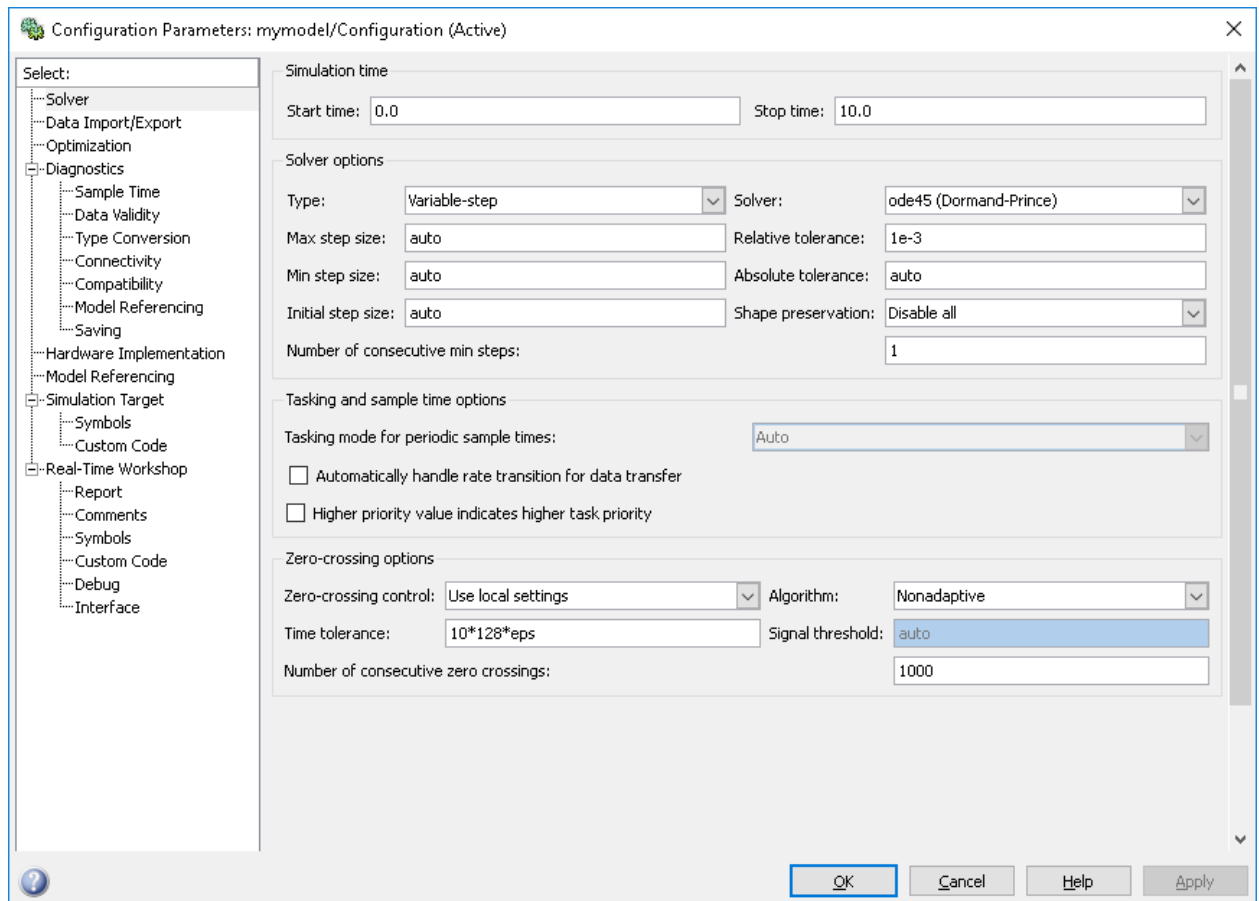 Configuration Parameters: mymodel/Configuration (Active)
Select:
Solver
Data Import/Export
Optimization
Diagnostics
Sample Time
Data Validity
Type Conversion
Connectivity
Compatibility
Model Referencing
Saving
Hardware Implementation
Model Referencing
Simulation Target
Symbols
Custom Code
Real-Time Workshop
Report
Comments
Symbols
Custom Code
Debug
Interface
Simulation time
Start time: 0.0 Stop time: 10.0
Solver options
Type: Variable-step Solver: ode45 (Dormand-Prince)
Max step size: auto Relative tolerance: 1e-3
Min step size: auto Absolute tolerance: auto
Initial step size: auto Shape preservation: Disable all
Number of consecutive min steps: 1
Tasking and sample time options
Tasking mode for periodic sample times: Auto
Automatically handle rate transition for data transfer
Higher priority value indicates higher task priority
Zero-crossing options
Zero-crossing control: Use local settings Algorithm: Nonadaptive
Time tolerance: 10*128*eps Signal threshold: auto
Number of consecutive zero crossings: 1000
? OK Cancel Help Apply